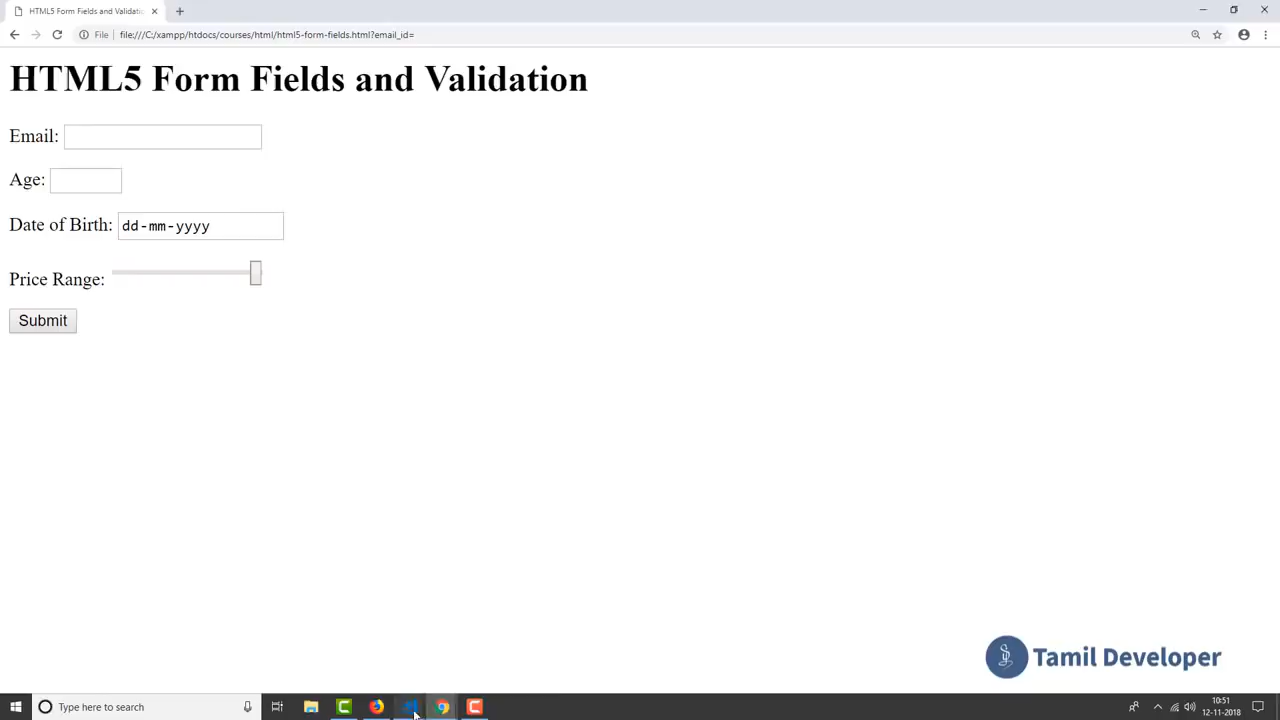 HTML5 Form Fields and Validatio
File
file:///C:/xampp/htdocs/courses/html/html5-form-fields.html?email_id=
HTML5 Form Fields and Validation
Email:
Age:
Date of Birth: dd-mm-yyyy
Price Range:
Submit
Tamil Developer
Type here to search
10:51
12-11-2018